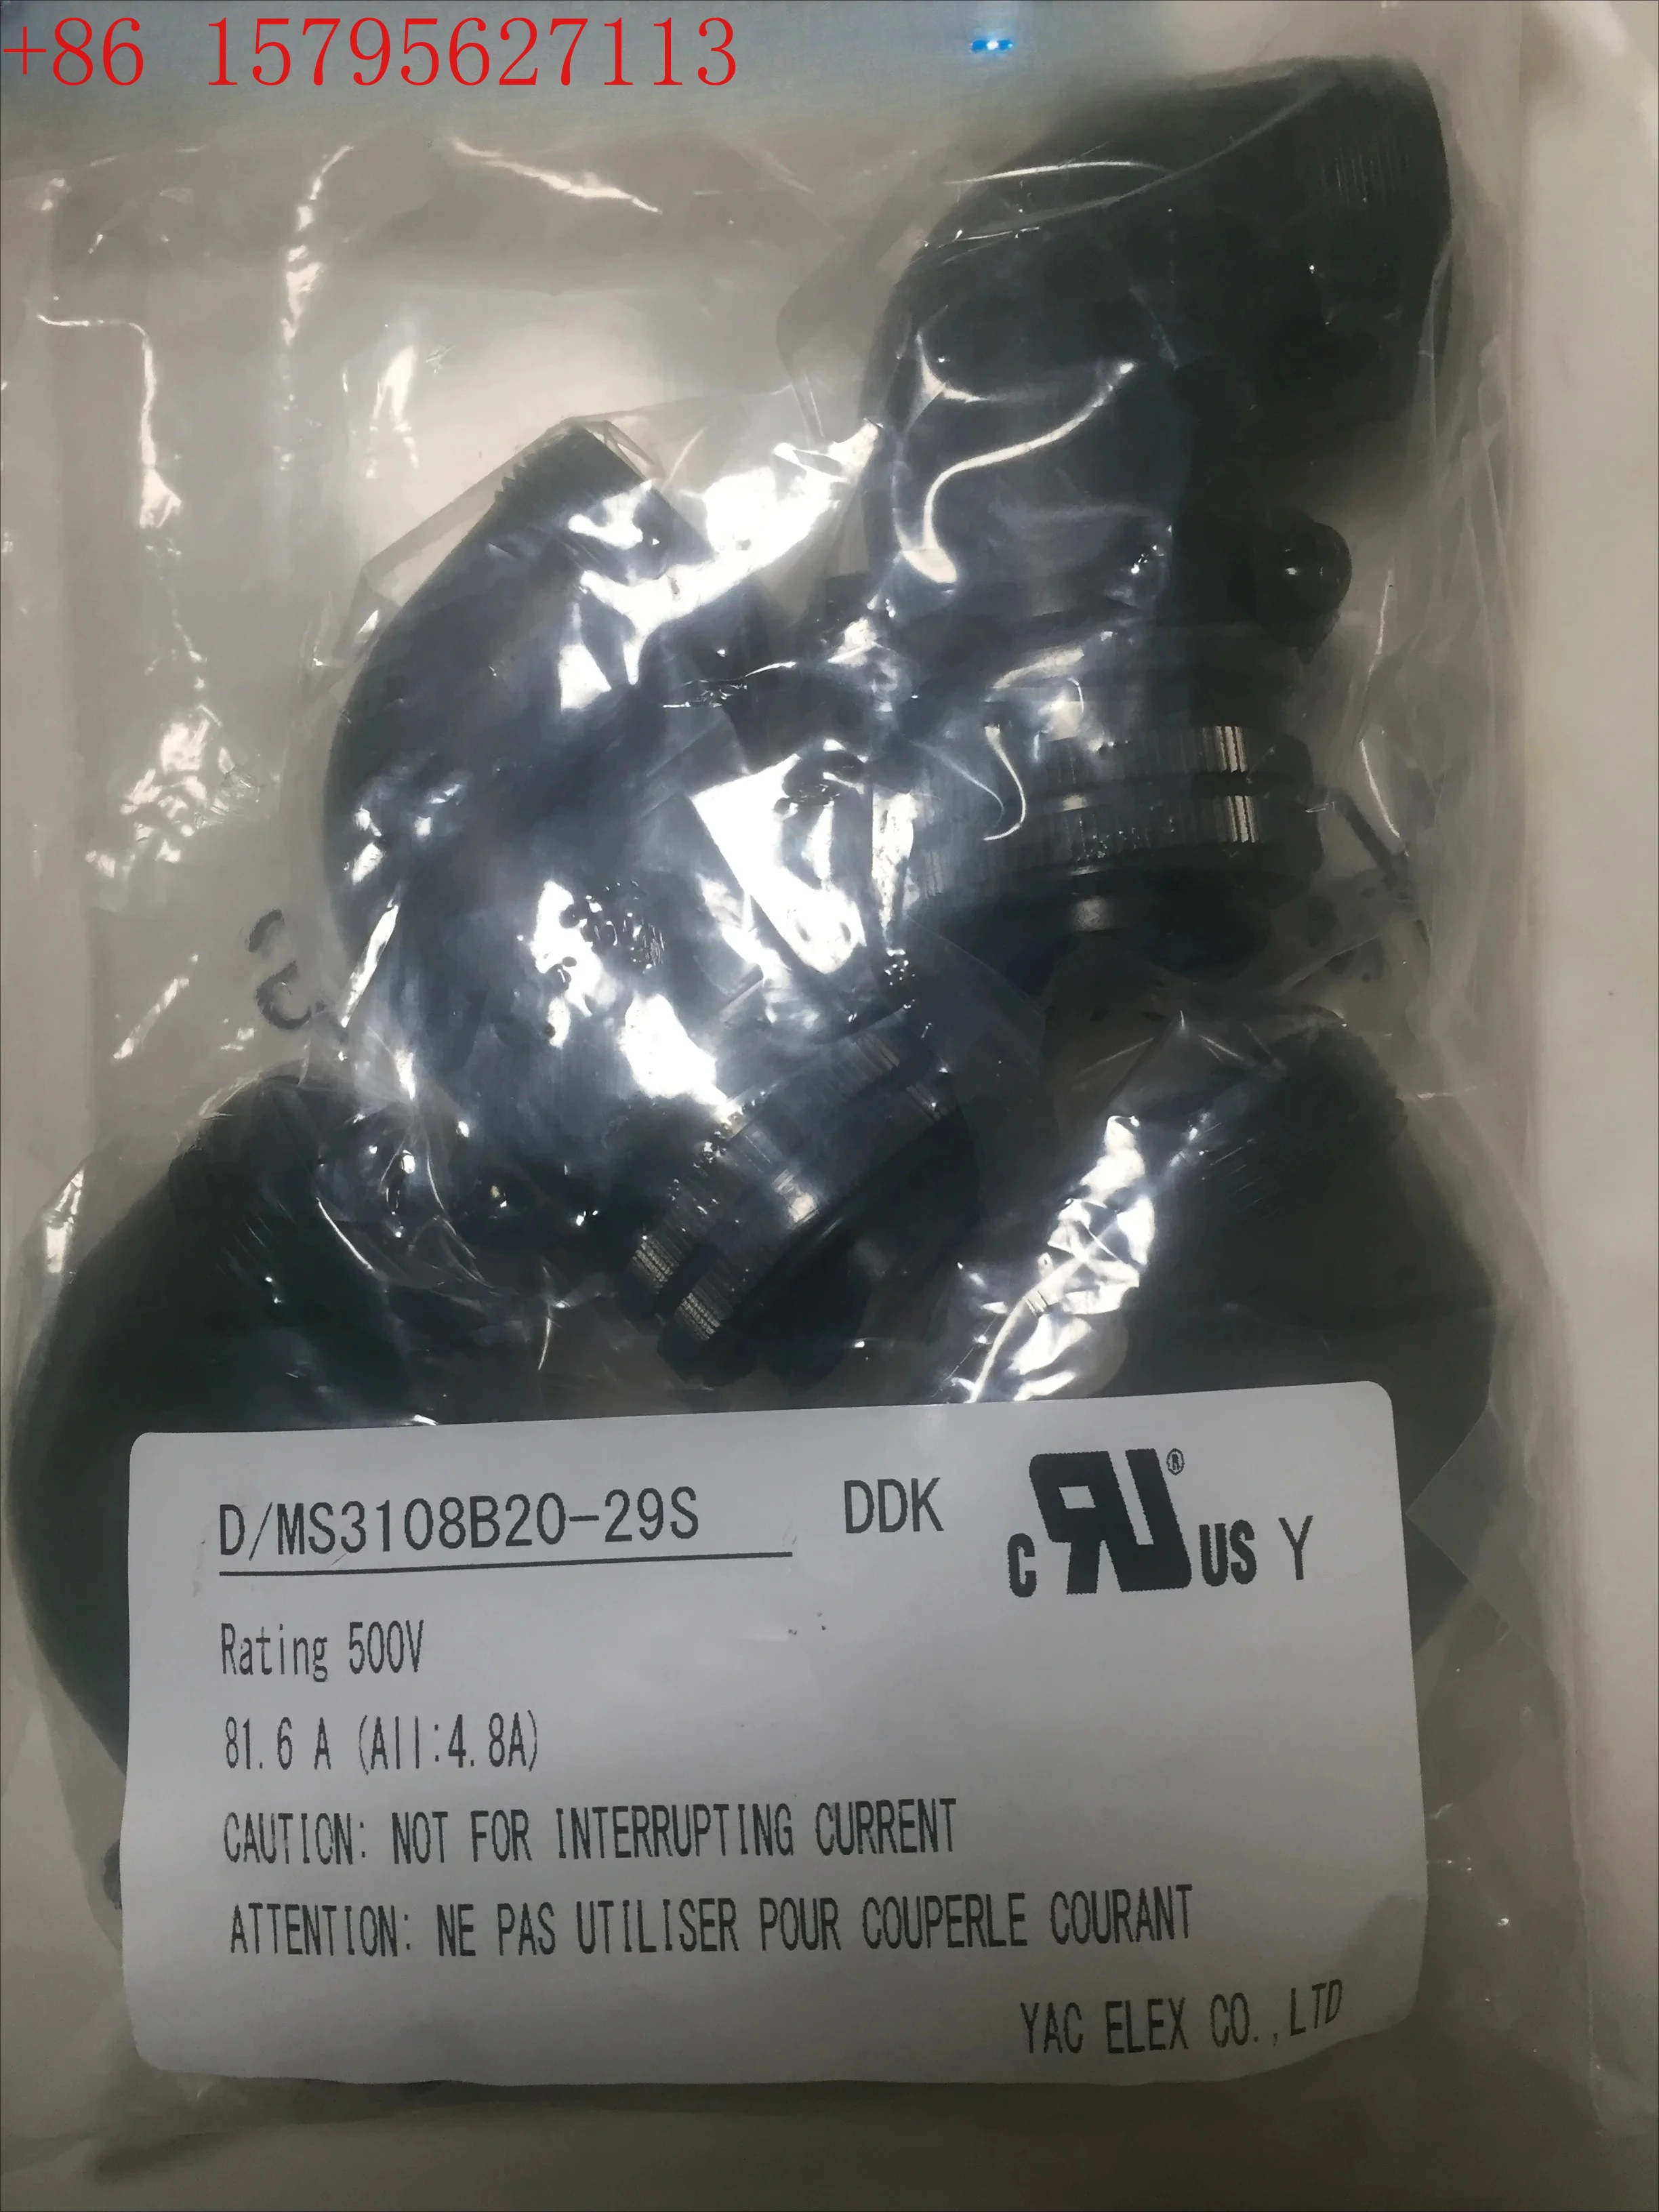 +86 15795627113
D/MS3108B20-29S DDK c RU® US Y
Rating 500V
81.6 A (All:4.8A)
CAUTION: NOT FOR INTERRUPTING CURRENT
ATTENTION: NE PAS UTILISER POUR COUPERLE COURANT
YAC ELEX CO.,LTD